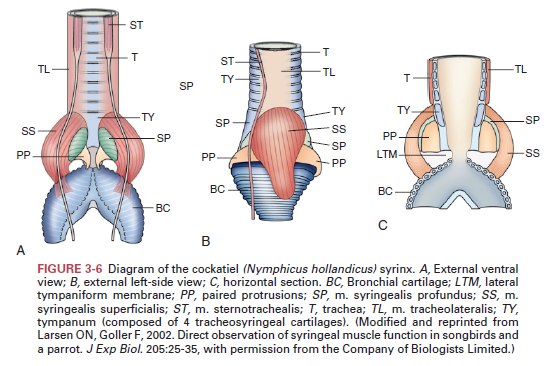 ST
T
TL
TY
SS
SP
PP
BC
A
SP
ST
TY
SP
PP
BC
T
TL
TY
SS
SP
PP
B
T
TL
TY
SP
PP
LTM
SS
BC
C
FIGURE 3-6 Diagram of the cockatiel (Nymphicus hollandicus) syrinx. A, External ventral
view; B, external left-side view; C, horizontal section. BC, Bronchial cartilage; LTM, lateral
tympaniform membrane; PP, paired protrusions; SP, m. syringealis profundus; SS, m.
syringealis superficialis; ST, m. sternotrachealis; T, trachea; TL, m. tracheolateralis; TY,
tympanum (composed of 4 tracheosyringeal cartilages). (Modified and reprinted from
Larsen ON, Goller F, 2002. Direct observation of syringeal muscle function in songbirds and
a parrot. J Exp Biol. 205:25-35, with permission from the Company of Biologists Limited.)